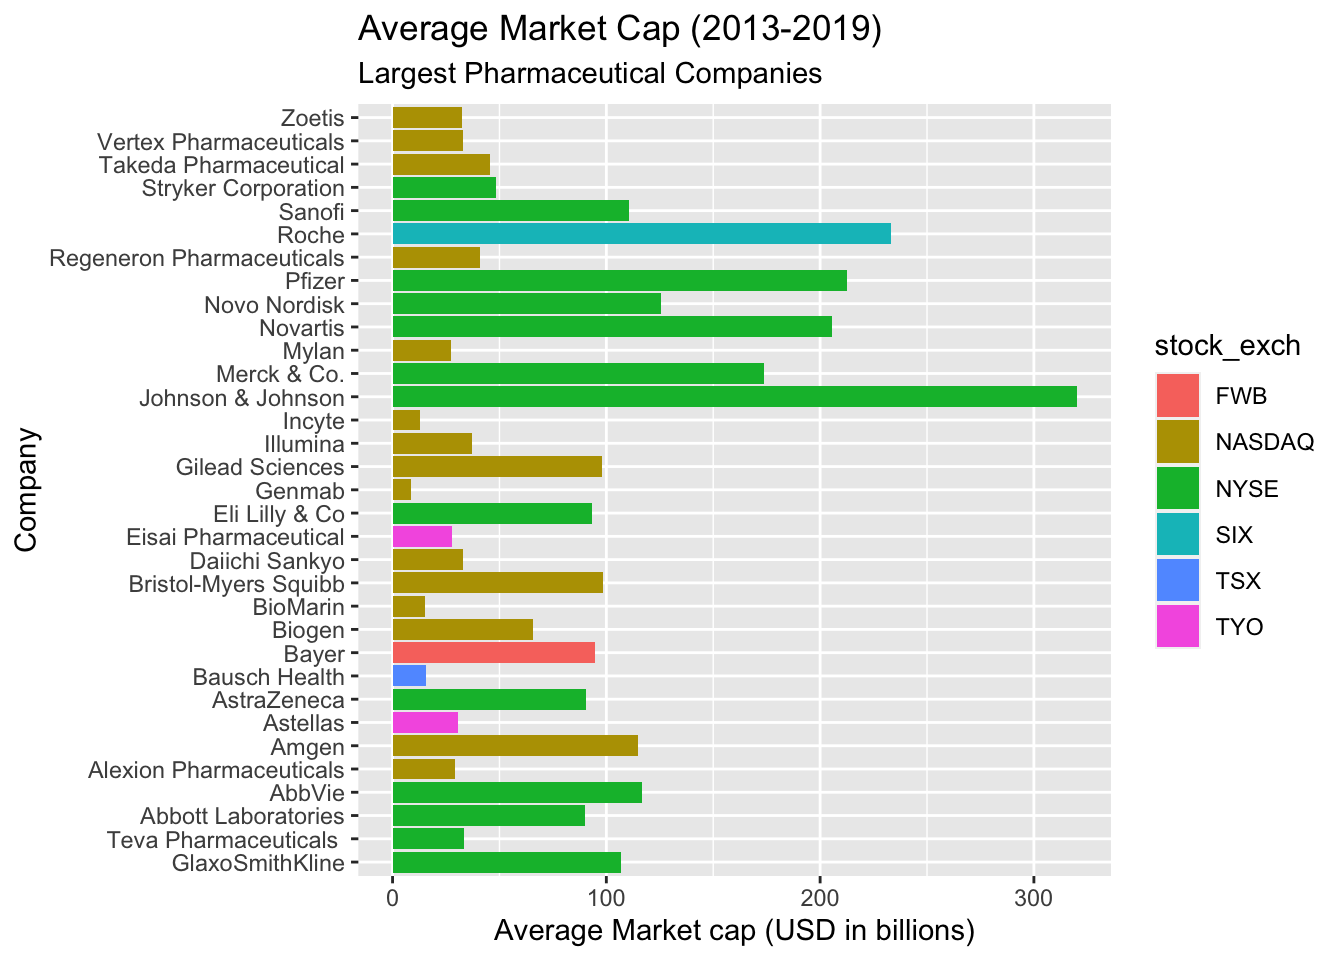 Average Market Cap (2013-2019)
Largest Pharmaceutical Companies
Company
Zoetis
Vertex Pharmaceuticals
Takeda Pharmaceutical
Stryker Corporation
Sanofi
Roche
Regeneron Pharmaceuticals
Pfizer
Novo Nordisk
Novartis
Mylan
Merck & Co.
Johnson & Johnson
Incyte
Illumina
Gilead Sciences
Genmab
Eli Lilly & Co
Eisai Pharmaceutical
Daiichi Sankyo
Bristol-Myers Squibb
BioMarin
Biogen
Bayer
Bausch Health
AstraZeneca
Astellas
Amgen
Alexion Pharmaceuticals
AbbVie
Abbott Laboratories
Teva Pharmaceuticals
GlaxoSmithKline
0 100 200 300
Average Market cap (USD in billions)
stock_exch
FWB
NASDAQ
NYSE
SIX
TSX
TYO